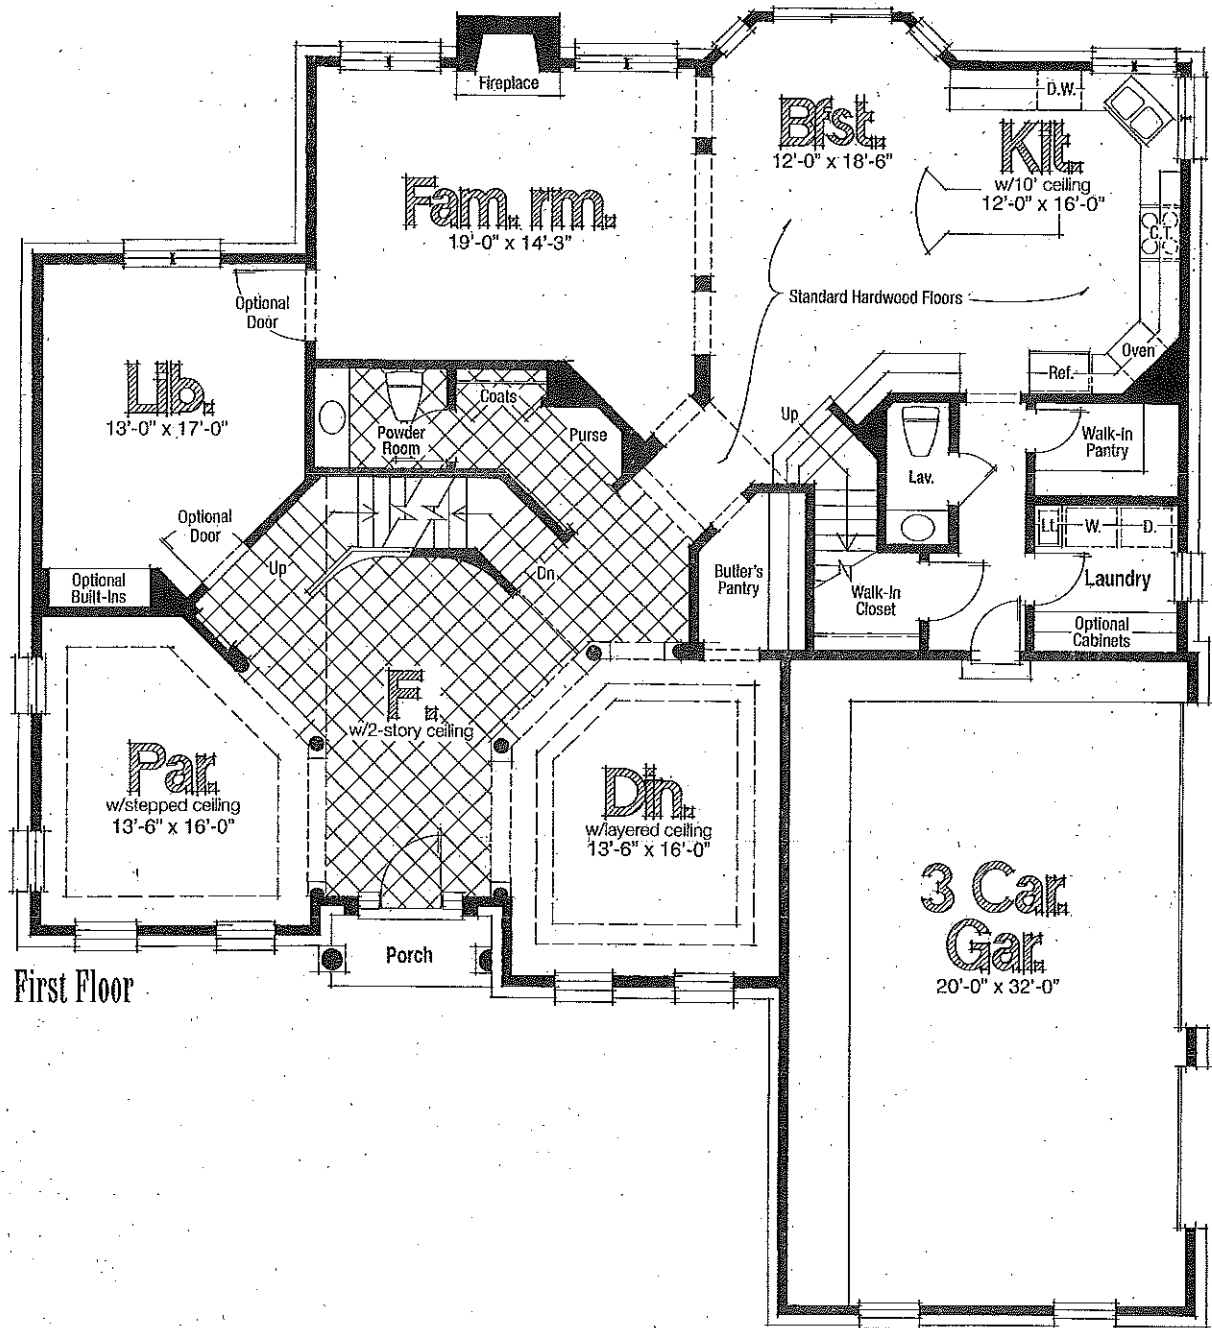 Fireplace
D.W.
Bfst.
12'-0" x 18'-6"
Kit.
w/10' ceiling
12'-0" x 16'-0"
Fam. rm.
19'-0" x 14'-3"
C.T.
Optional
Door
Standard Hardwood Floors
Oven
Ref.
Lib.
13'-0" x 17'-0"
Coats
Powder
Room
Purse
Up
Walk-in
Pantry
Lav.
Optional
Door
L.t.
W.
D.
Up
Dn.
Optional
Built-Ins
Butler's
Pantry
Walk-In
Closet
Laundry
Optional
Cabinets
F.
w/2-story ceiling
Par.
w/stepped ceiling
13'-6" x 16'-0"
Din.
w/layered ceiling
13'-6" x 16'-0"
3 Car
Gar.
20'-0" x 32'-0"
Porch
First Floor